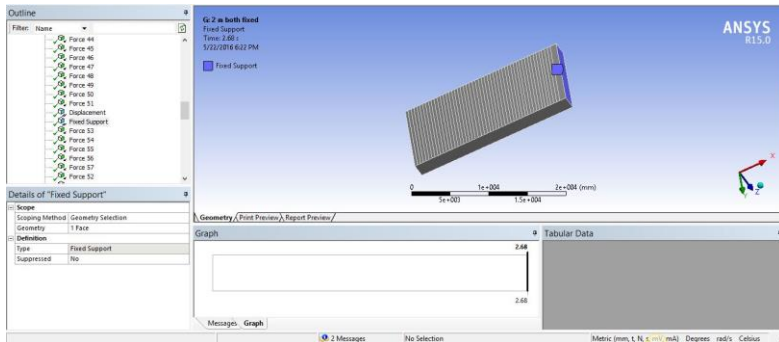 Outline
Filter: Name
Force 44
Force 45
Force 46
Force 47
Force 48
Force 49
Force 50
Force 51
Displacement
Fixed Support
Force 53
Force 54
Force 55
Force 56
Force 57
Force 52
Details of "Fixed Support"
Scope
Scoping Method Geometry Selection
Geometry 1 Face
Definition
Type Fixed Support
Suppressed No
G: 2 m both fixed
Fixed Support
Time: 2.68 s
5/22/2016 6:22 PM
Fixed Support
ANSYS
R15.0
0 1e+004 2e+004 (mm)
5e+003 1.5e+004
X
Y
Z
Geometry Print Preview Report Preview
Graph
2.68
2.68
Messages Graph
Tabular Data
2 Messages No Selection Metric (mm, t, N, s, mV, mA) Degrees rad/s Celsius